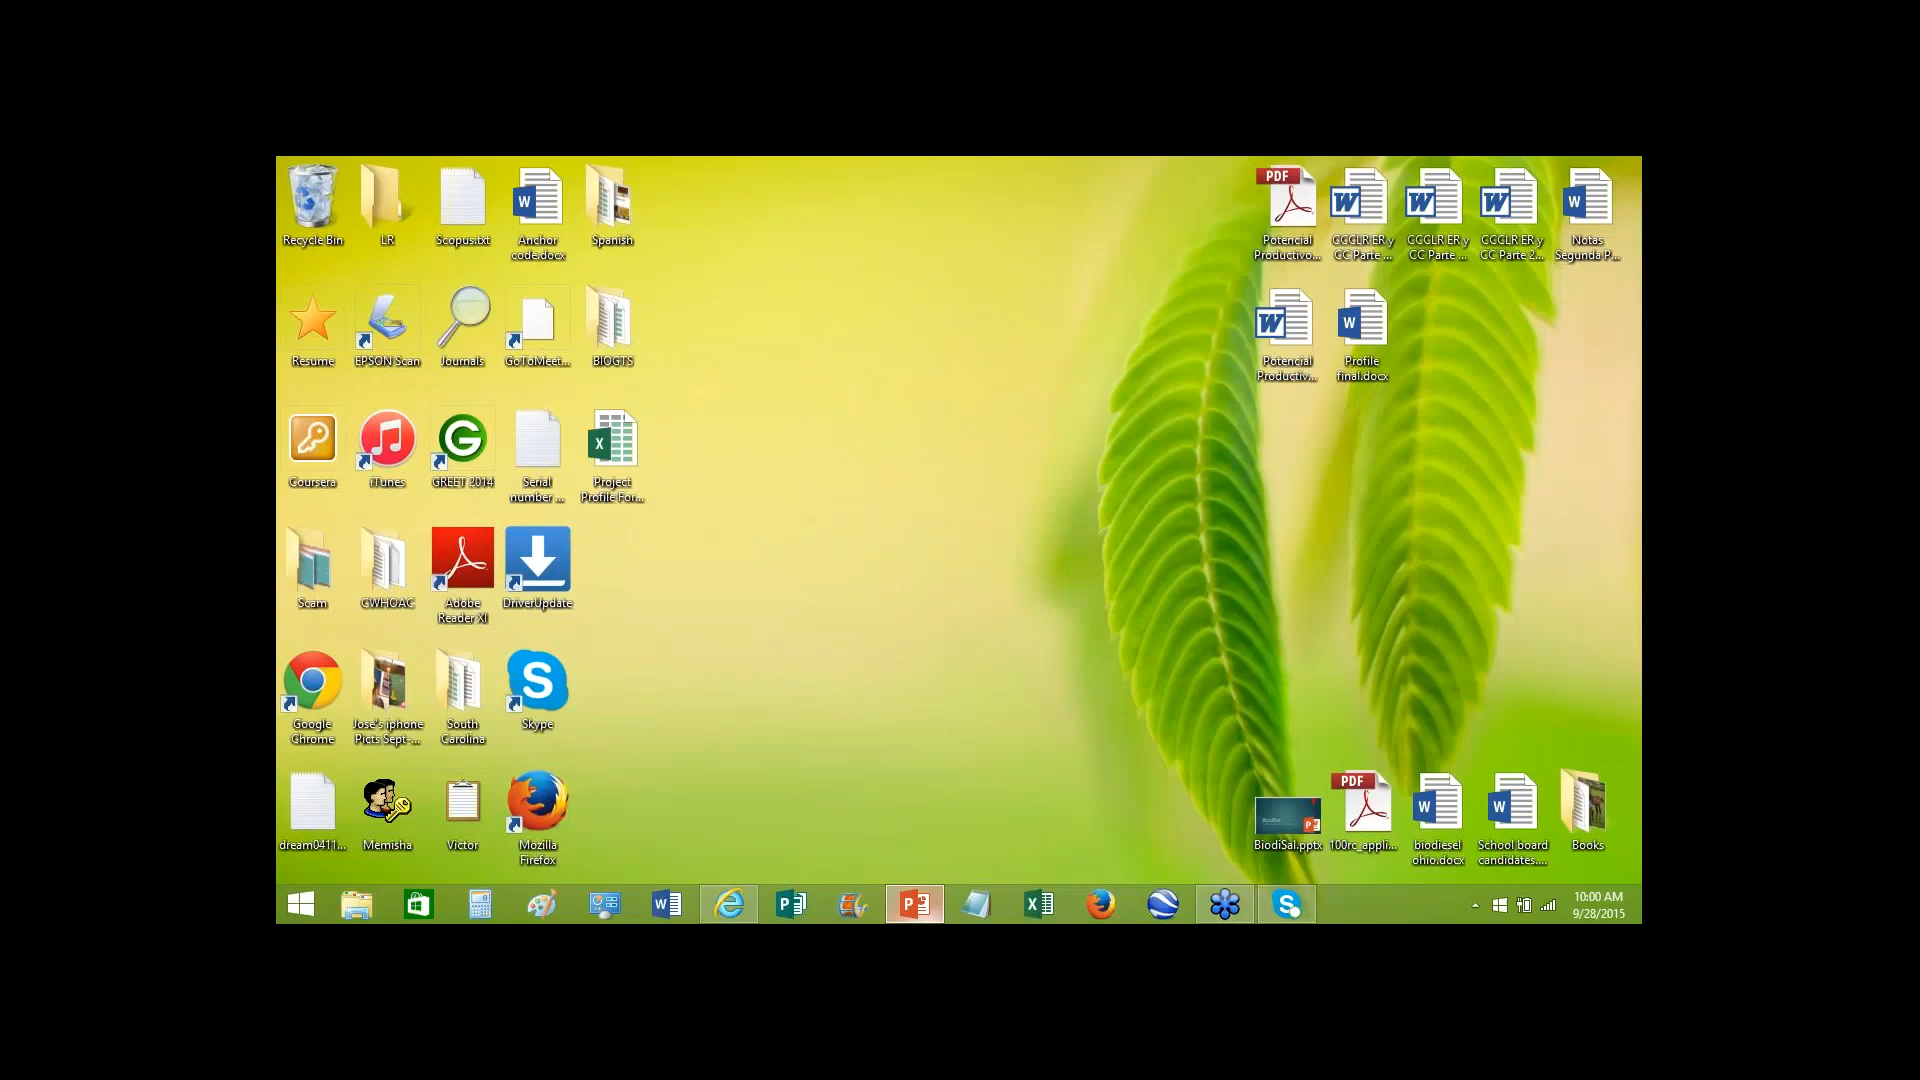 Recycle Bin
LR
Scopus.txt
Anchor
code.docx
Spanish
Resume
EPSON Scan
Journals
GoToMeet...
BIOGTS
Coursera
iTunes
GREET 2014
Serial
number ...
Project
Profile For...
Scam
CWHOAC
Adobe
Reader XI
DriverUpdate
Google
Chrome
Jose's iphone
Picts Sept-...
South
Carolina
Skype
dream0411...
Memisha
Victor
Mozilla
Firefox
PDF
Potencial
Productivo...
CCGLR ER y
CC Parte ...
CCGLR ER y
CC Parte ...
CCGLR ER y
CC Parte 2...
Notas
Segunda P...
Potencial
Productiv...
Profile
final.docx
BiodiSal.pptx
PDF
100rc_appli...
biodiesel
ohio.docx
School board
candidates....
Books
10:00 AM
9/28/2015